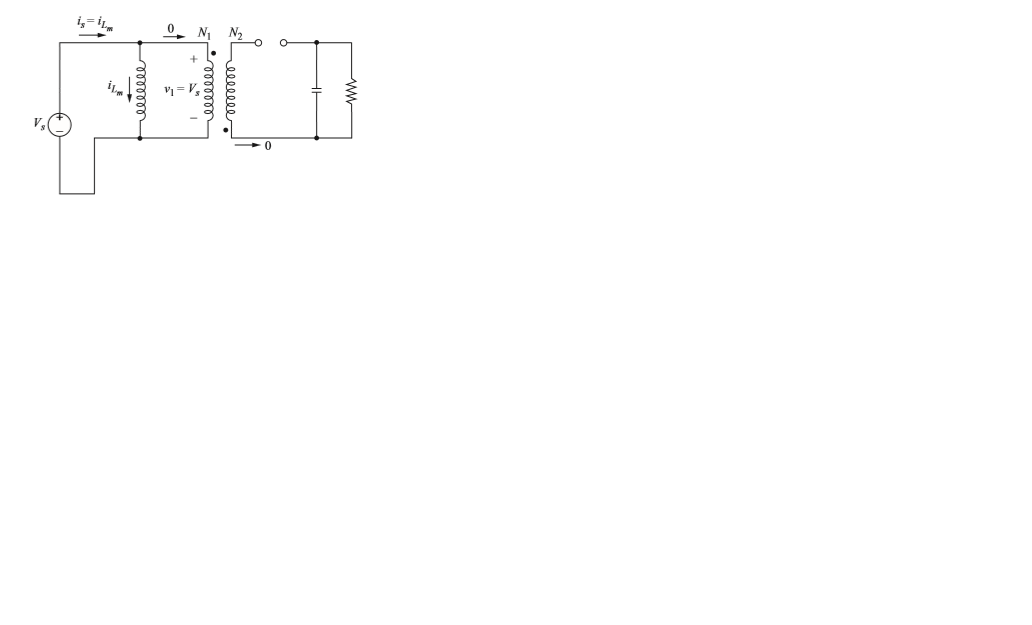 i_s = i_{L_m}
0
N_1
N_2
+
i_{L_m}
v_1 = V_s
V_s
+
−
−
0